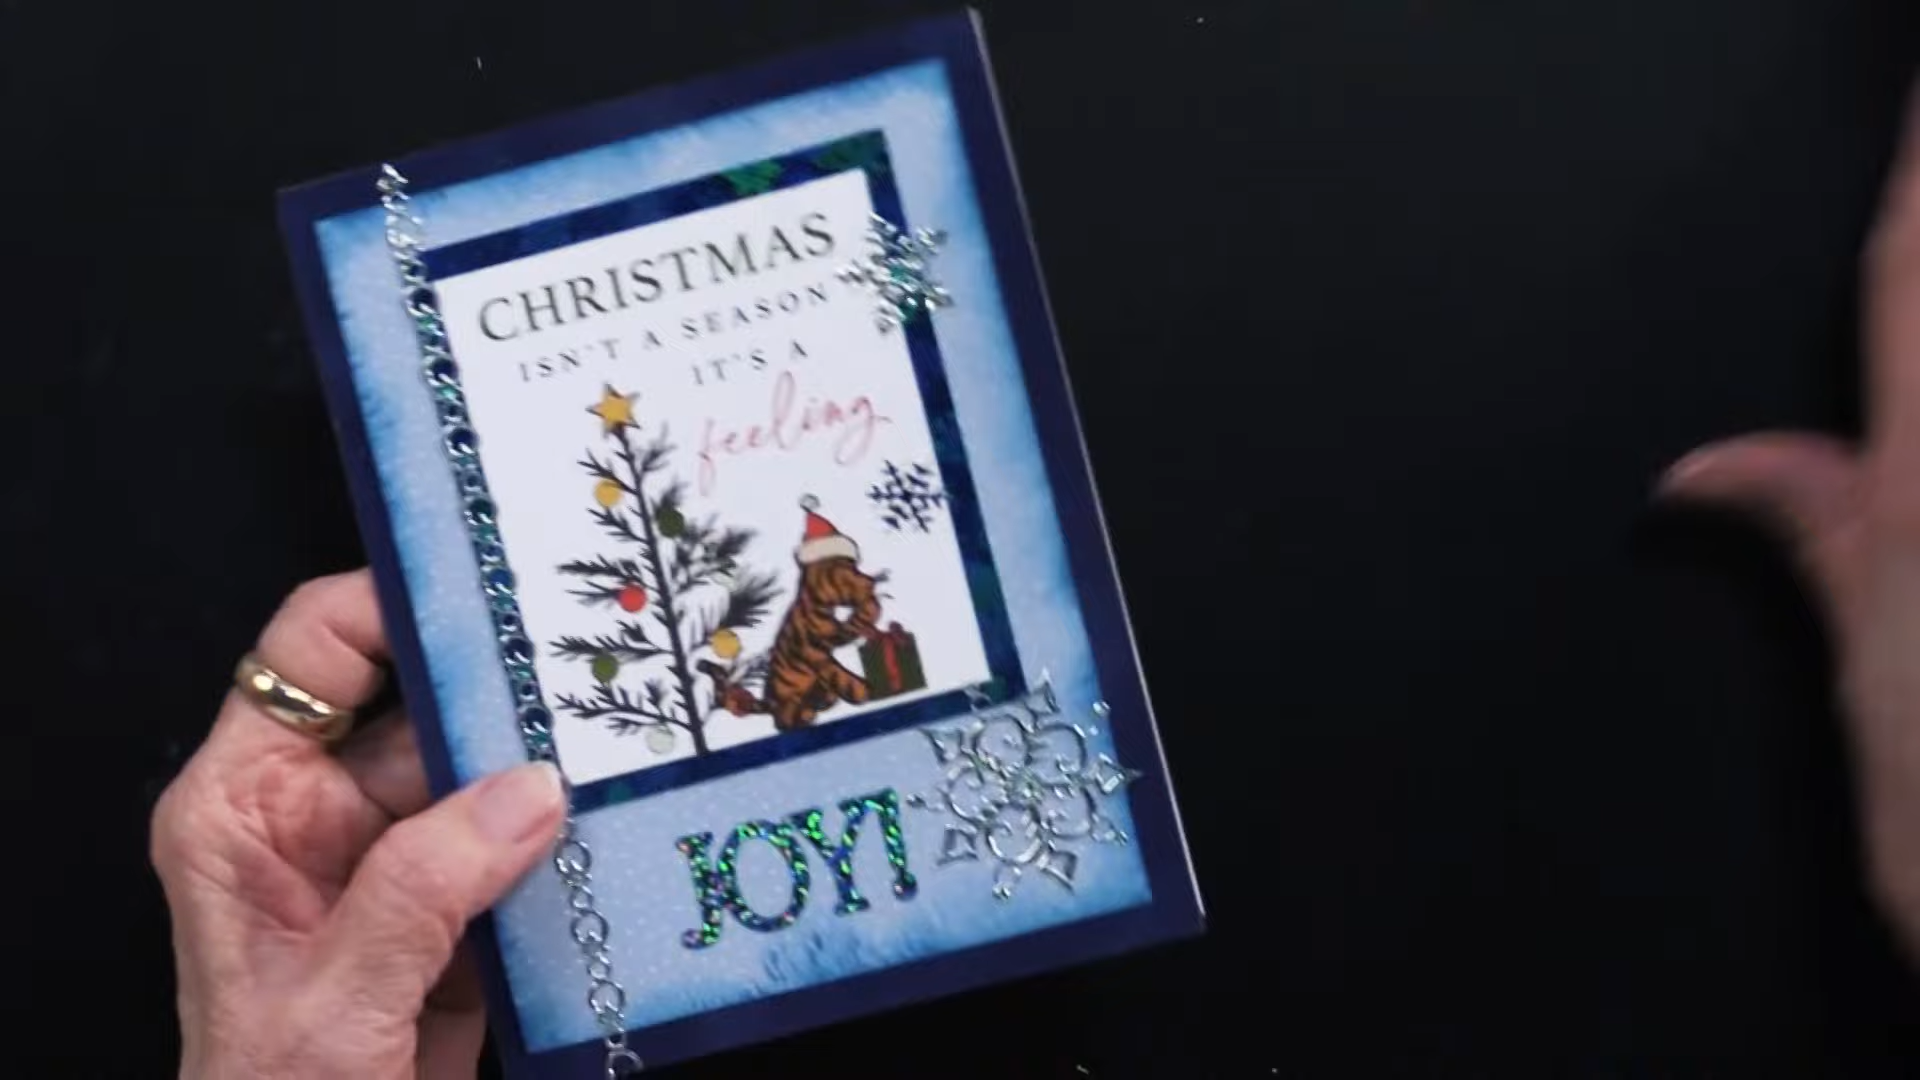 CHRISTMAS
ISN'T A SEASON
IT'S A
feeling
JOY!